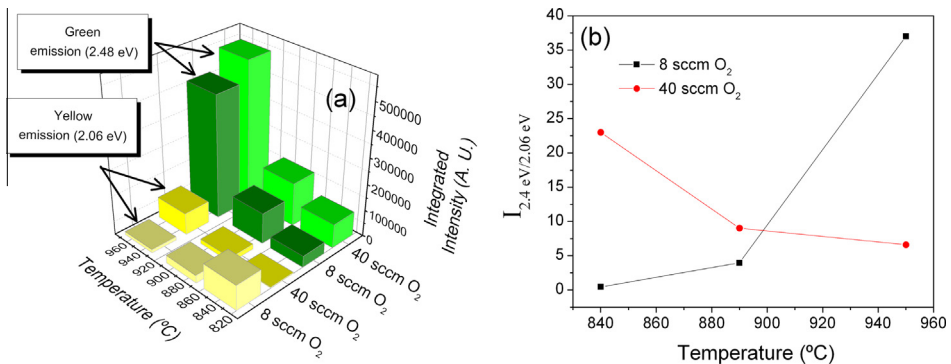 Green
emission (2.48 eV)
Yellow
emission (2.06 eV)
(a)
500000
400000
300000
200000
100000
0
Integrated
Intensity (A. U.)
960
940
920
900
880
860
840
820
Temperature (ºC)
40 sccm O2
8 sccm O2
40 sccm O2
8 sccm O2
(b)
8 sccm O2
40 sccm O2
40
35
30
25
20
15
10
5
0
I2.4 eV/2.06 eV
840 860 880 900 920 940 960
Temperature (ºC)